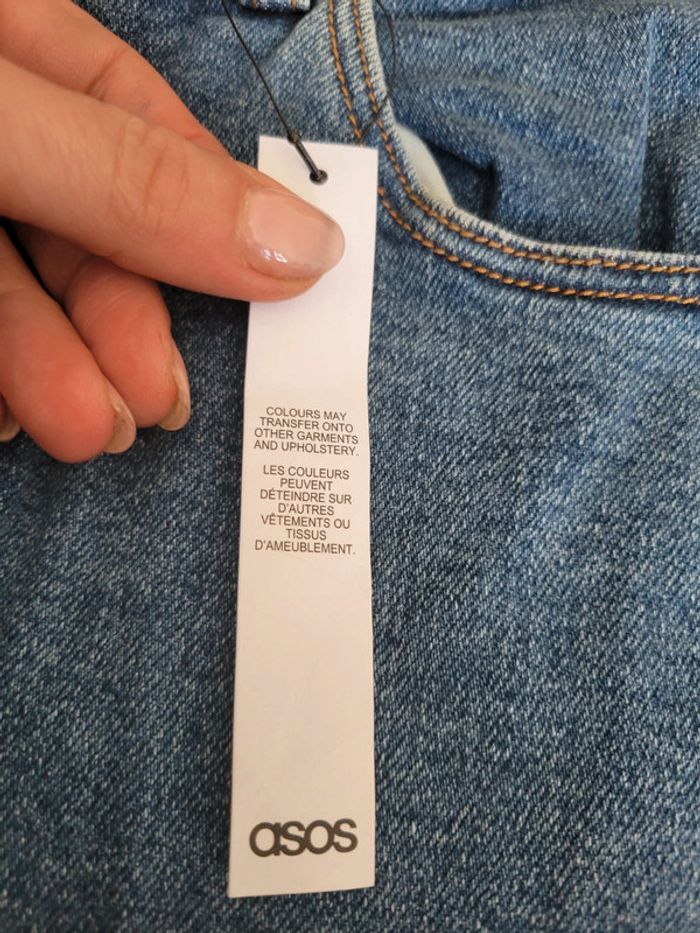 COLOURS MAY
TRANSFER ONTO
OTHER GARMENTS
AND UPHOLSTERY.
LES COULEURS
PEUVENT
DÉTEINDRE SUR
D'AUTRES
VÊTEMENTS OU
TISSUS
D'AMEUBLEMENT.
asos